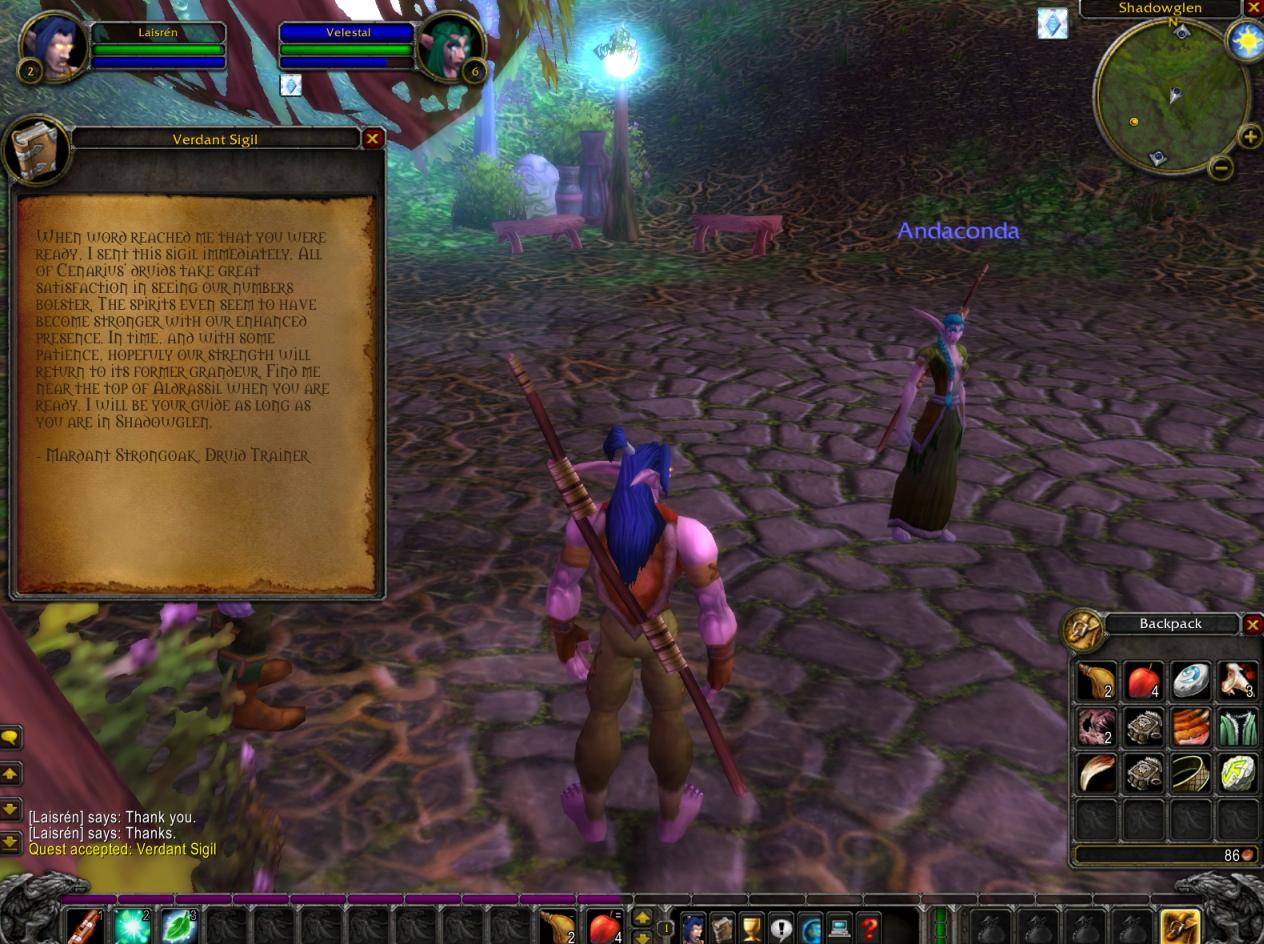 Laisrén
2
Velestal
6
Shadowglen
N
Verdant Sigil
When word reached me that you were
ready, I sent this sigil immediately. All
of Cenarius' druids take great
satisfaction in seeing our numbers
bolster. The spirits even seem to have
become stronger with our enhanced
presence. In time, and with some
patience, hopefuly our strength will
return to its former grandeur. Find me
near the top of Aldrassil when you are
ready. I will be your guide as long as
you are in Shadowglen.
- Mardant Strongoak, Druid Trainer
Andaconda
Backpack
2 4 3
2
86
[Laisrén] says: Thank you.
[Laisrén] says: Thanks.
Quest accepted: Verdant Sigil
1 2 3 2 = 4 1